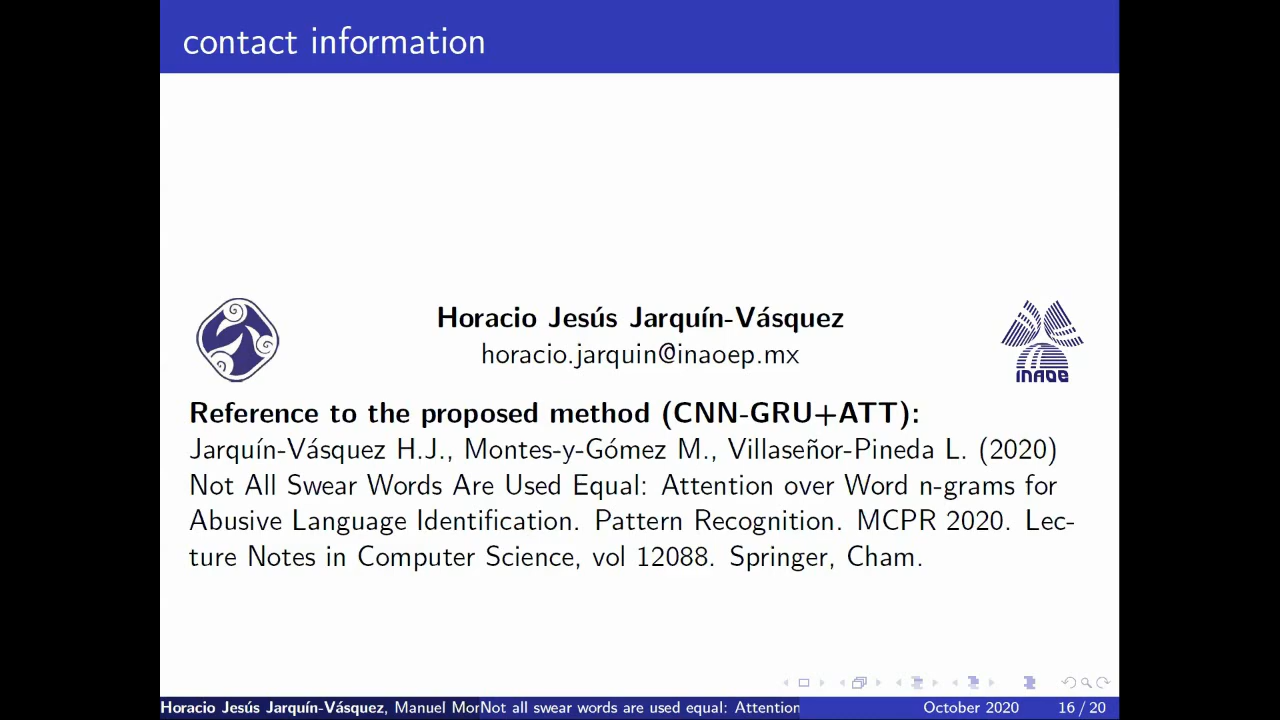 contact information
Horacio Jesús Jarquín-Vásquez
horacio.jarquin@inaoep.mx
INAOE
Reference to the proposed method (CNN-GRU+ATT):
Jarquín-Vásquez H.J., Montes-y-Gómez M., Villaseñor-Pineda L. (2020)
Not All Swear Words Are Used Equal: Attention over Word n-grams for
Abusive Language Identification. Pattern Recognition. MCPR 2020. Lec-
ture Notes in Computer Science, vol 12088. Springer, Cham.
Horacio Jesús Jarquín-Vásquez, Manuel Mor Not all swear words are used equal: Attention October 2020 16 / 20